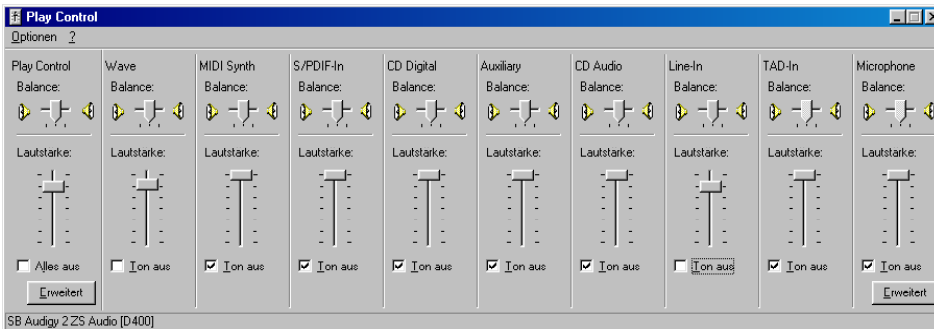 Play Control
Optionen ?
Play Control Wave MIDI Synth S/PDIF-In CD Digital Auxiliary CD Audio Line-In TAD-In Microphone
Balance: Balance: Balance: Balance: Balance: Balance: Balance: Balance: Balance: Balance:
Lautstarke: Lautstarke: Lautstarke: Lautstarke: Lautstarke: Lautstarke: Lautstarke: Lautstarke: Lautstarke: Lautstarke:
Alles aus Ton aus Ton aus Ton aus Ton aus Ton aus Ton aus Ton aus Ton aus Ton aus
Erweitert Erweitert
SB Audigy 2 ZS Audio [D400]